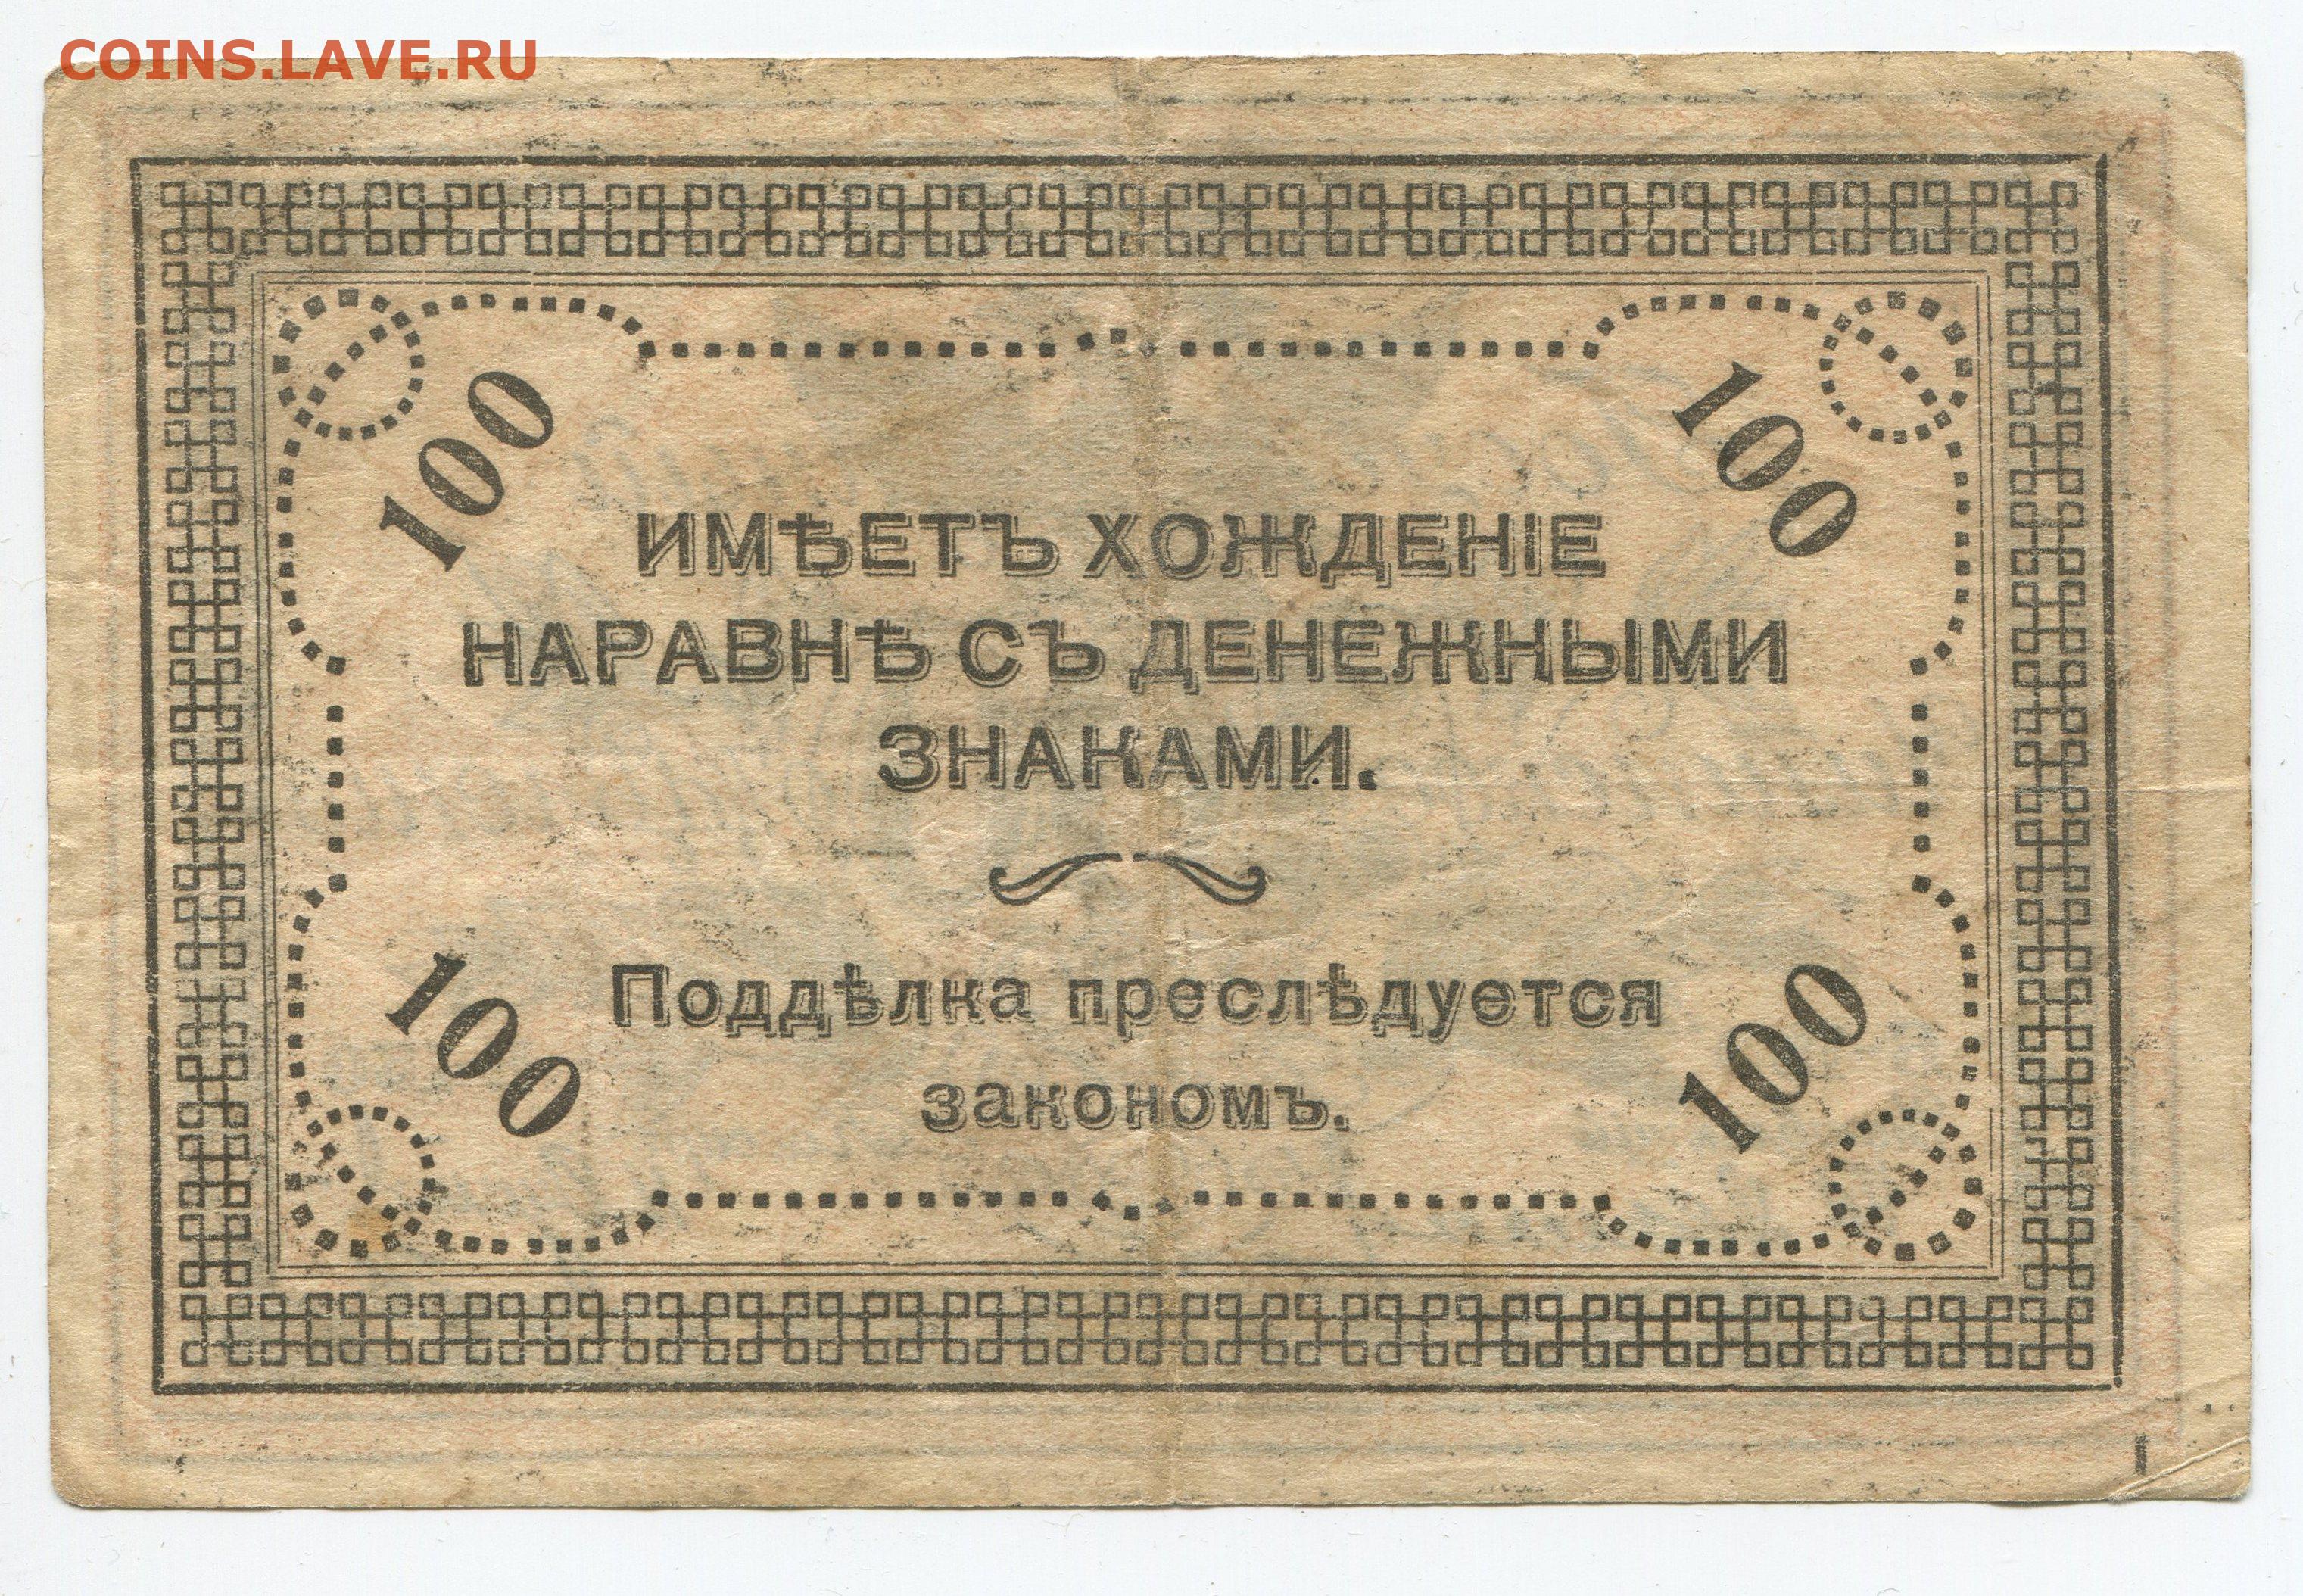 COINS.LAVE.RU
100
100
ИМѢЕТЪ ХОЖДЕНІЕ
НАРАВНѢ СЪ ДЕНЕЖНЫМИ
ЗНАКАМИ.
Поддѣлка преслѣдуется
закономъ.
100
100